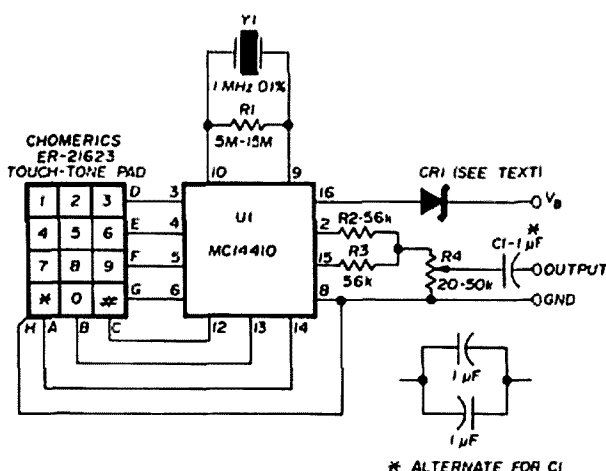 Y1
1 MHz 0.1%
R1
5M-15M
CHOMERICS
ER-21623
TOUCH-TONE PAD
10
9
1 2 3
4 5 6
7 8 9
* 0 #
D
E
F
G
H A B C
3
4
5
6
U1
MC14410
16
2
15
8
12 13 14
CR1 (SEE TEXT)
VB
R2-56k
R3
56k
R4
20-50k
*
C1-1 µF
OUTPUT
GND
1 µF
1 µF
* ALTERNATE FOR C1